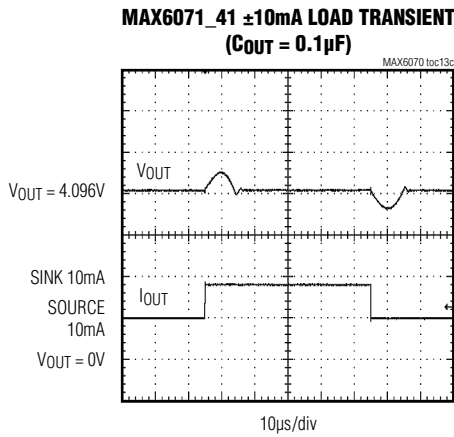 MAX6071_41 ±10mA LOAD TRANSIENT
(COUT = 0.1µF)
MAX6070 toc13c
VOUT
VOUT = 4.096V
SINK 10mA
IOUT
SOURCE
10mA
VOUT = 0V
10µs/div